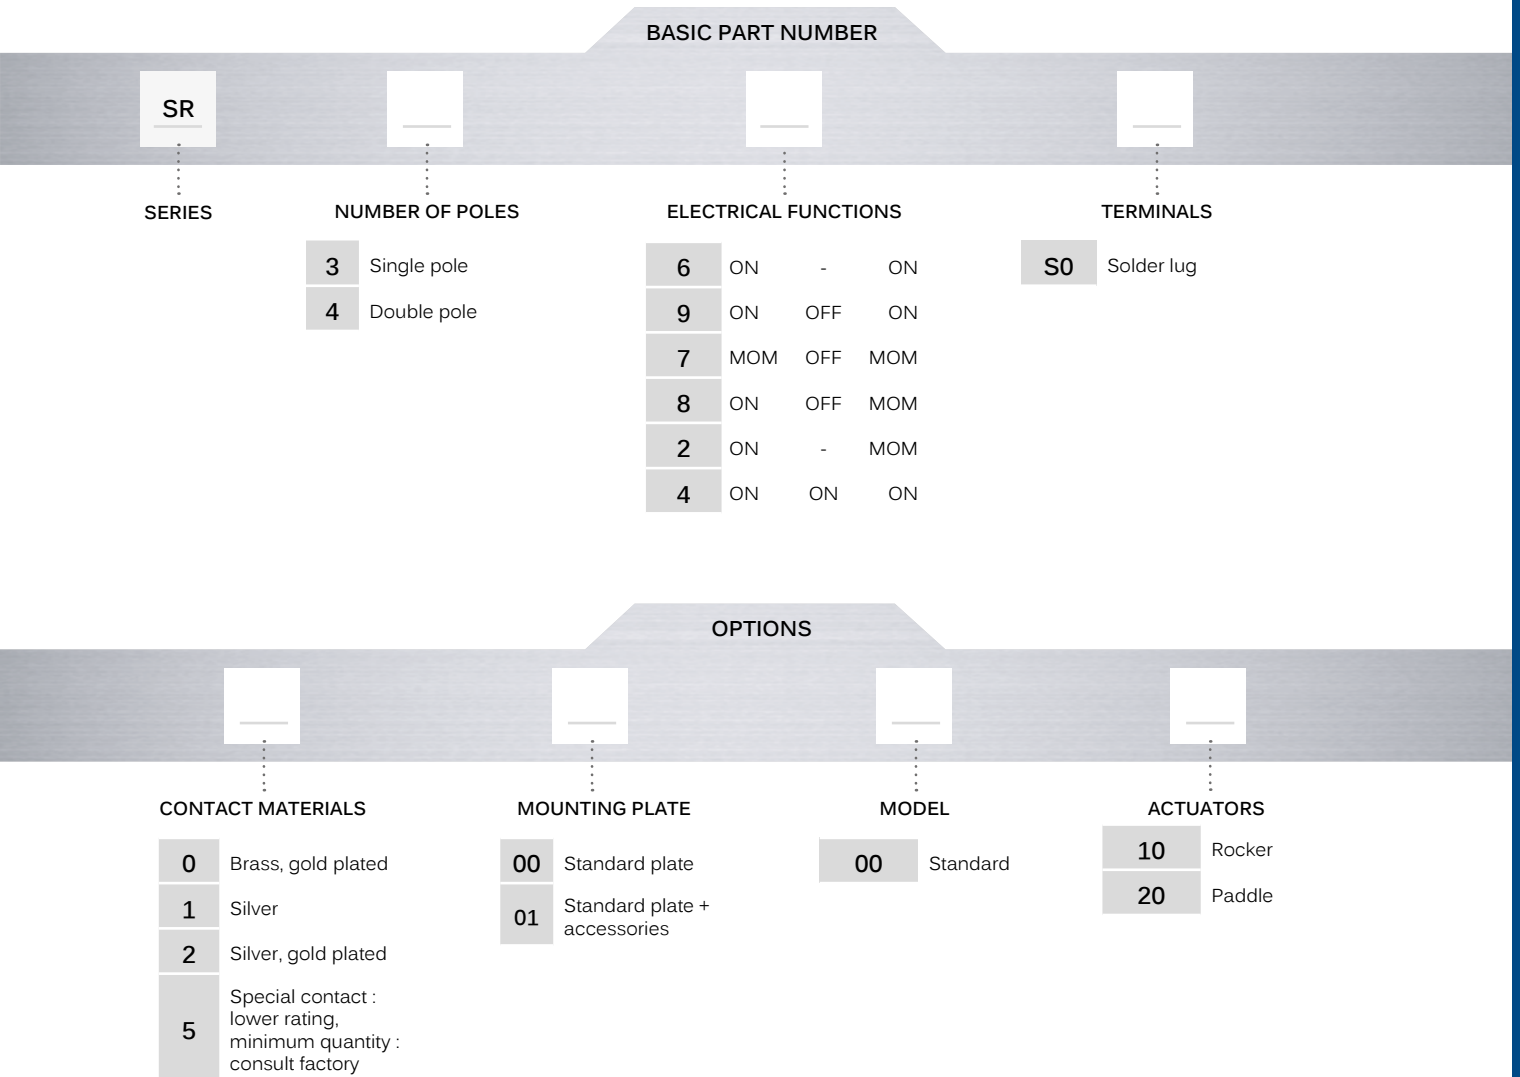 BASIC PART NUMBER
SR
SERIES
NUMBER OF POLES
3 Single pole
4 Double pole
ELECTRICAL FUNCTIONS
6 ON - ON
9 ON OFF ON
7 MOM OFF MOM
8 ON OFF MOM
2 ON - MOM
4 ON ON ON
TERMINALS
S0 Solder lug
OPTIONS
CONTACT MATERIALS
0 Brass, gold plated
1 Silver
2 Silver, gold plated
5 Special contact :
lower rating,
minimum quantity :
consult factory
MOUNTING PLATE
00 Standard plate
01 Standard plate +
accessories
MODEL
00 Standard
ACTUATORS
10 Rocker
20 Paddle